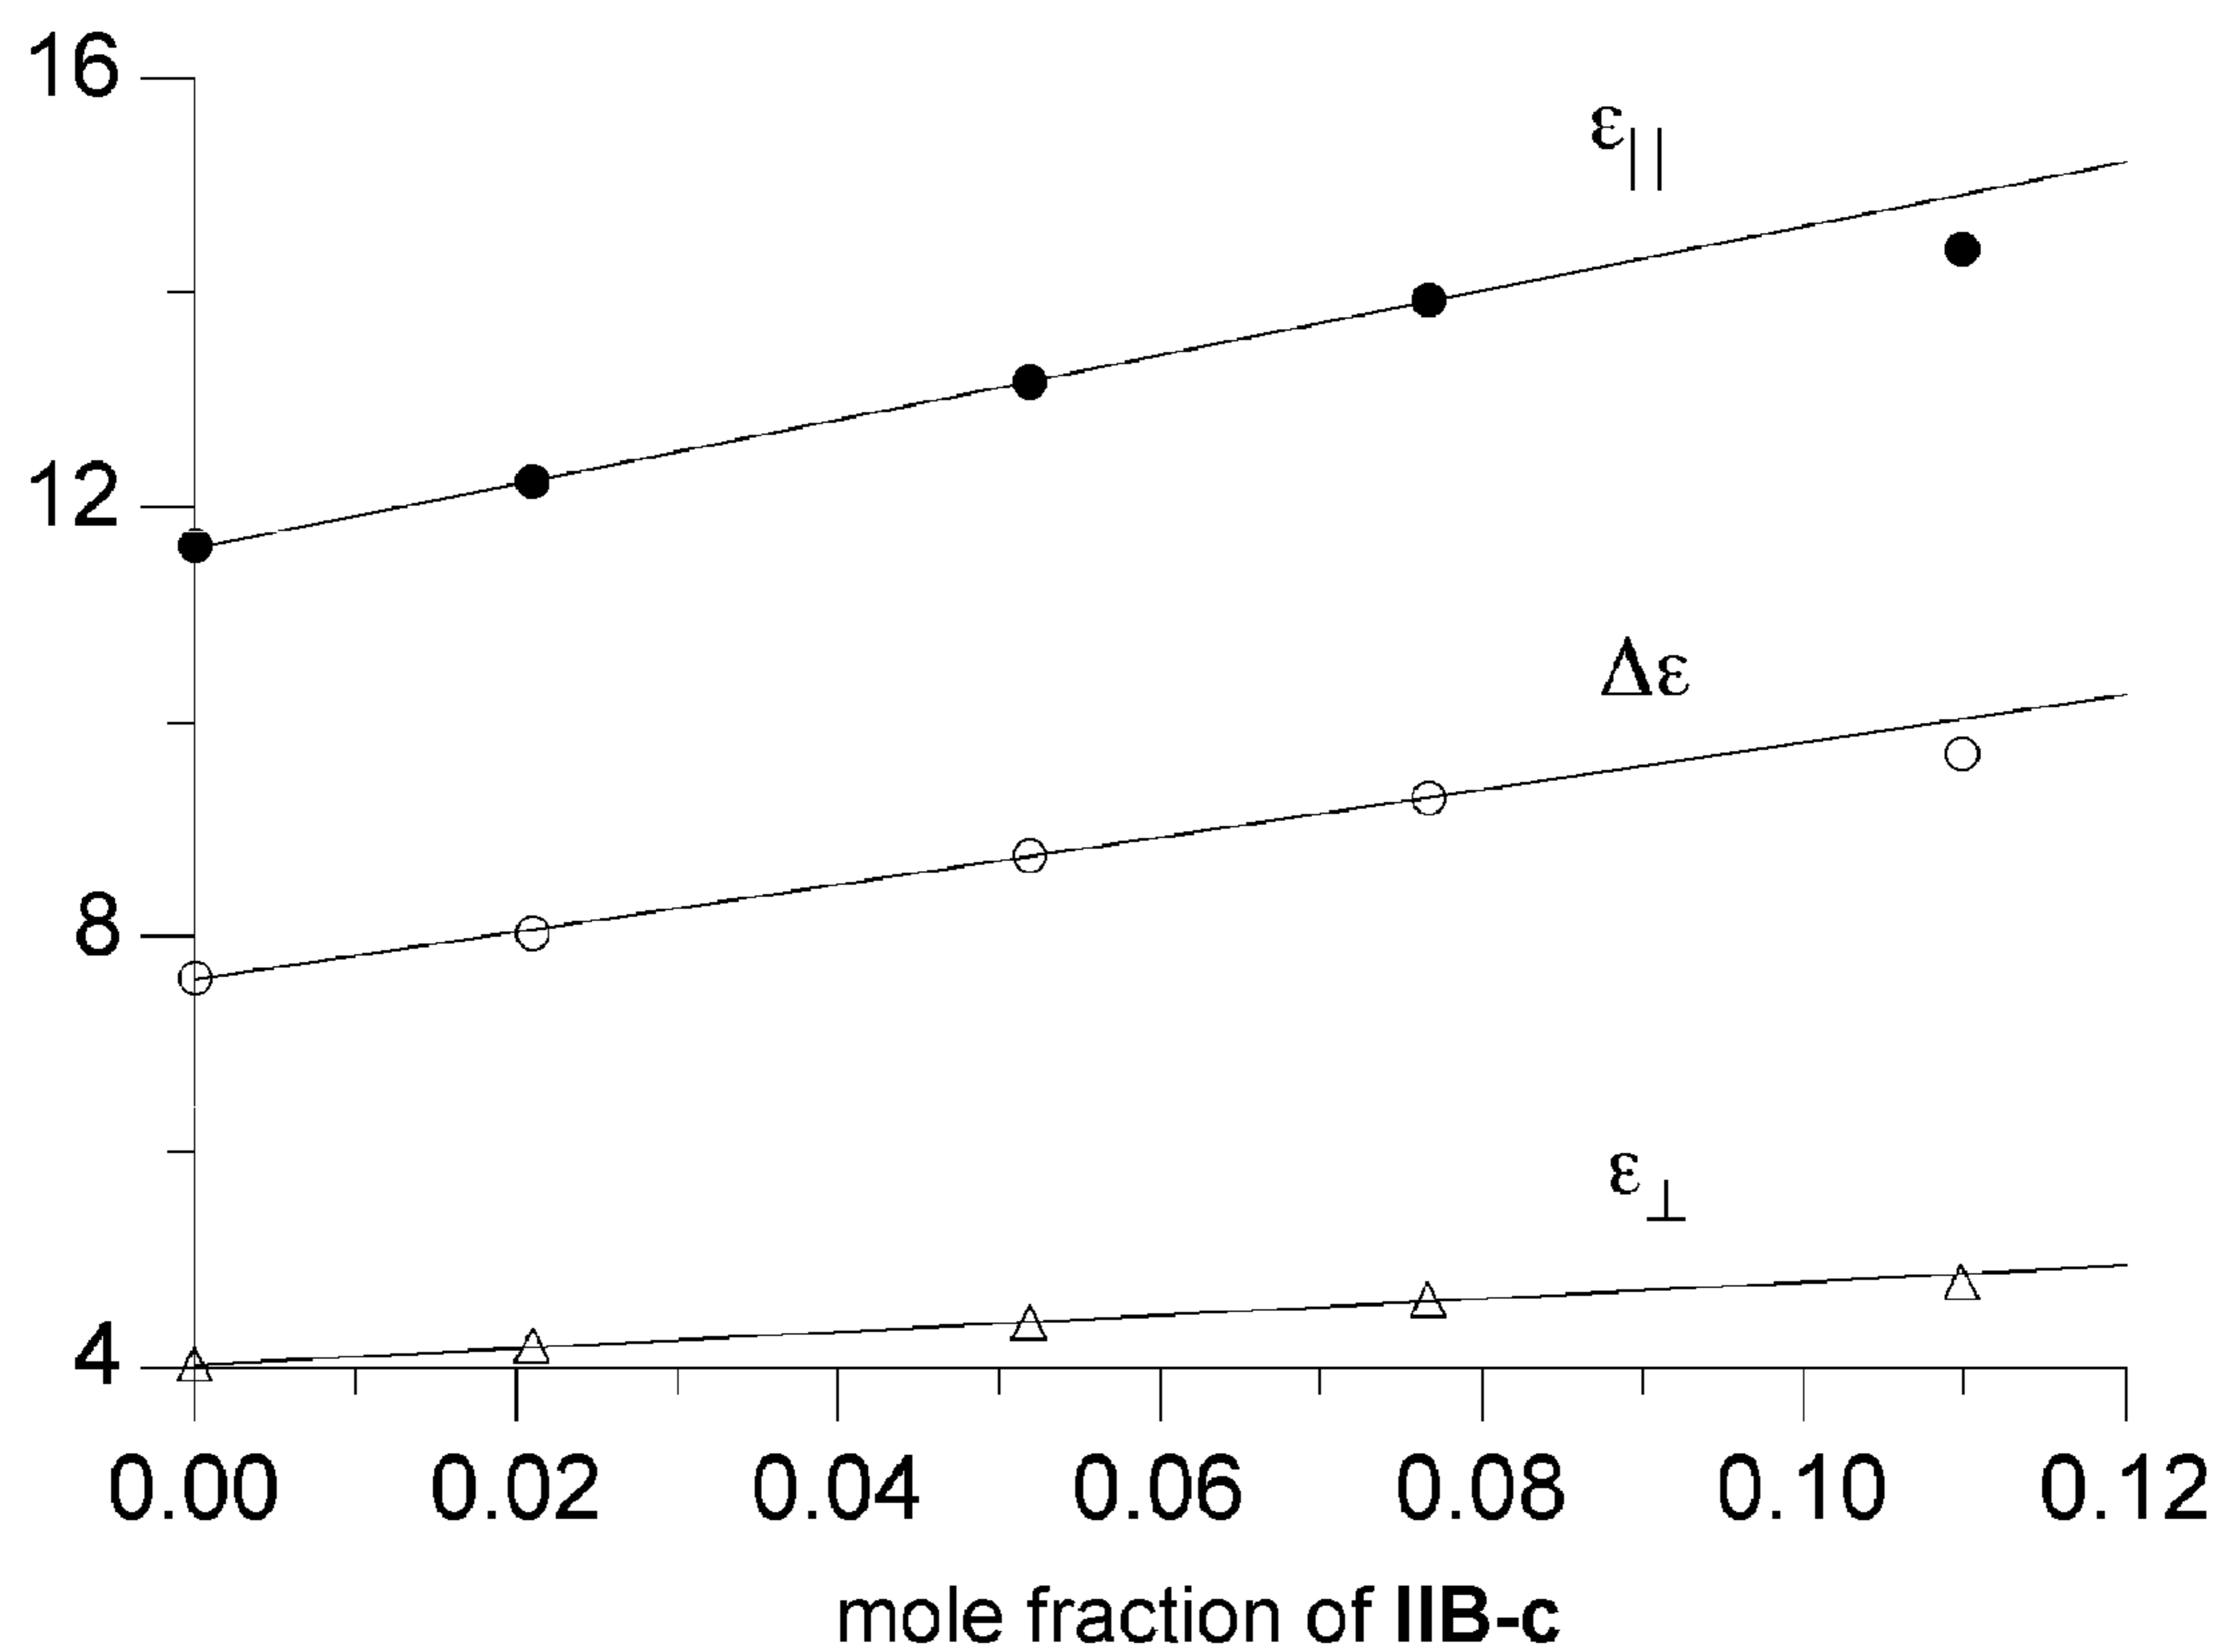 16
ε||
12
Δε
8
ε⊥
4
0.00 0.02 0.04 0.06 0.08 0.10 0.12
mole fraction of IIB-c